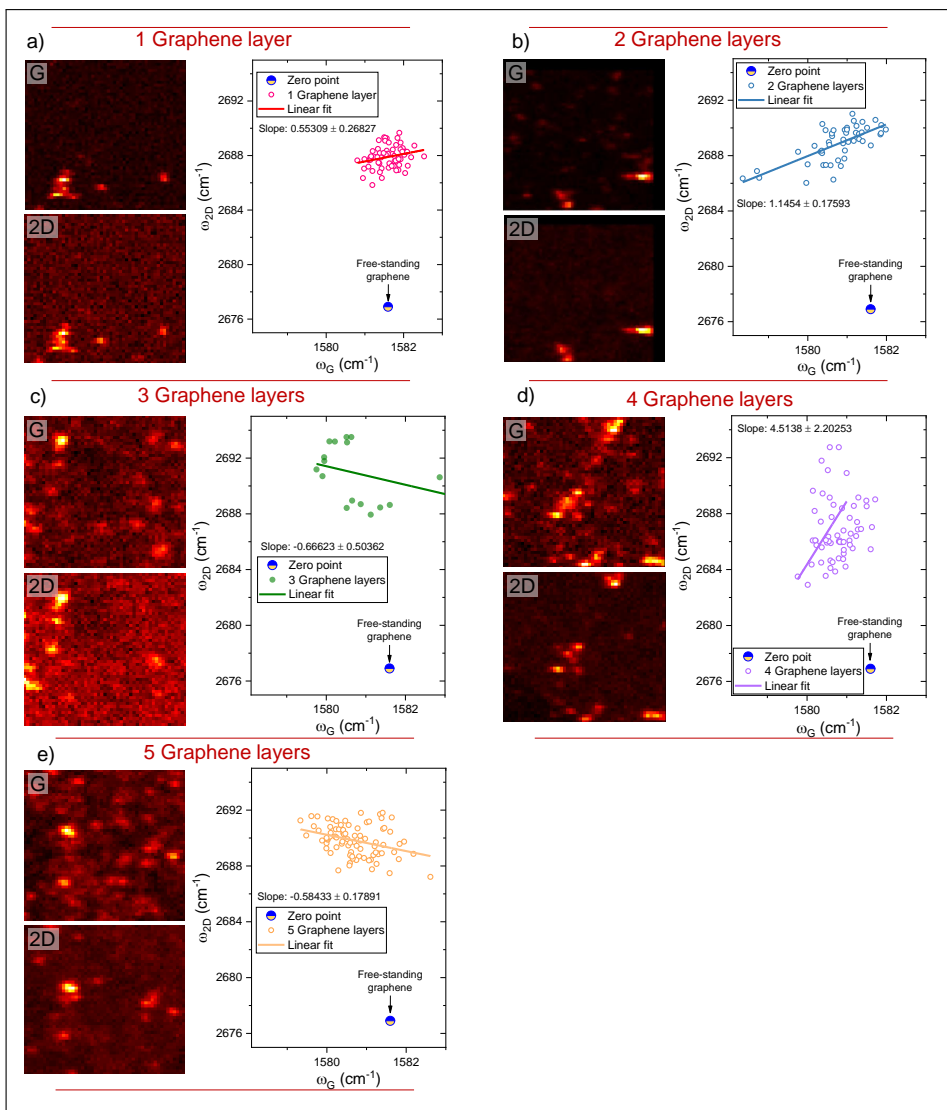 a)
1 Graphene layer
G
2D
2692
2688
2684
2680
2676
ω2D (cm-1)
Zero point
1 Graphene layer
Linear fit
Slope: 0.55309 ± 0.26827
Free-standing
graphene
1580
1582
ωG (cm-1)
b)
2 Graphene layers
G
2D
2692
2688
2684
2680
2676
ω2D (cm-1)
Zero point
2 Graphene layers
Linear fit
Slope: 1.1454 ± 0.17593
Free-standing
graphene
1580
1582
ωG (cm-1)
c)
3 Graphene layers
G
2D
2692
2688
2684
2680
2676
ω2D (cm-1)
Slope: -0.66623 ± 0.50362
Zero point
3 Graphene layers
Linear fit
Free-standing
graphene
1580
1582
ωG (cm-1)
d)
4 Graphene layers
G
2D
2692
2688
2684
2680
2676
ω2D (cm-1)
Slope: 4.5138 ± 2.20253
Free-standing
graphene
Zero poit
4 Graphene layers
Linear fit
1580
1582
ωG (cm-1)
e)
5 Graphene layers
G
2D
2692
2688
2684
2680
2676
ω2D (cm-1)
Slope: -0.58433 ± 0.17891
Zero point
5 Graphene layers
Linear fit
Free-standing
graphene
1580
1582
ωG (cm-1)